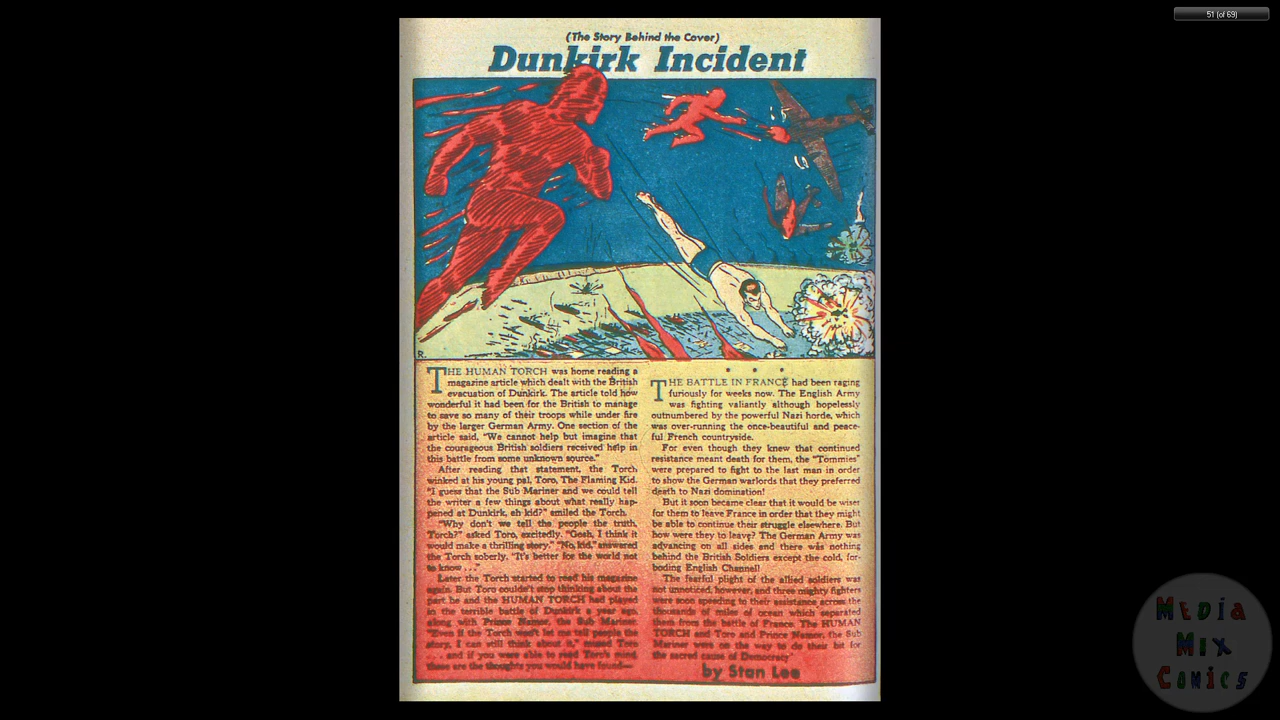 51 (of 69)
(The Story Behind the Cover)
Dunkirk Incident
THE HUMAN TORCH was home reading a
magazine article which dealt with the British
evacuation of Dunkirk. The article told how
wonderful it had been for the British to manage
to save so many of their troops while under fire
by the larger German Army. One section of the
article said, "We cannot help but imagine that
the courageous British soldiers received help in
this battle from some unknown source."
After reading that statement, the Torch
winked at his young pal, Toro, The Flaming Kid.
"I guess that the Sub Mariner and we could tell
the writer a few things about what really hap-
pened at Dunkirk, eh kid?" smiled the Torch.
"Why don't we tell the people the truth,
Torch?" asked Toro, excitedly. "Gosh, I think it
would make a thrilling story." "No, kid," answered
the Torch soberly. "It's better for the world not
to know . . ."
Later the Torch started to read his magazine
again. But Toro couldn't stop thinking about the
part he and the HUMAN TORCH had played
in the terrible battle of Dunkirk a year ago,
along with Prince Namor, the Sub Mariner.
"Even if the Torch won't let me tell people the
story, I can still think about it," mused Toro
. . . and if you were able to read Toro's mind,
these are the thoughts you would have found—
• • •
THE BATTLE IN FRANCE had been raging
furiously for weeks now. The English Army
was fighting valiantly although hopelessly
outnumbered by the powerful Nazi horde, which
was over-running the once-beautiful and peace-
ful French countryside.
For even though they knew that continued
resistance meant death for them, the "Tommies"
were prepared to fight to the last man in order
to show the German warlords that they preferred
death to Nazi domination!
But it soon became clear that it would be wiser
for them to leave France in order that they might
be able to continue their struggle elsewhere. But
how were they to leave? The German Army was
advancing on all sides and there was nothing
behind the British Soldiers except the cold, for-
boding English Channel!
The fearful plight of the allied soldiers was
not unnoticed, however, and three mighty fighters
were soon speeding to their assistance across the
thousands of miles of ocean which separated
them from the battle of France. The HUMAN
TORCH and Toro and Prince Namor, the Sub
Mariner were on the way to do their bit for
the sacred cause of Democracy"
by Stan Lee
MEDIA
MIX
COMICS